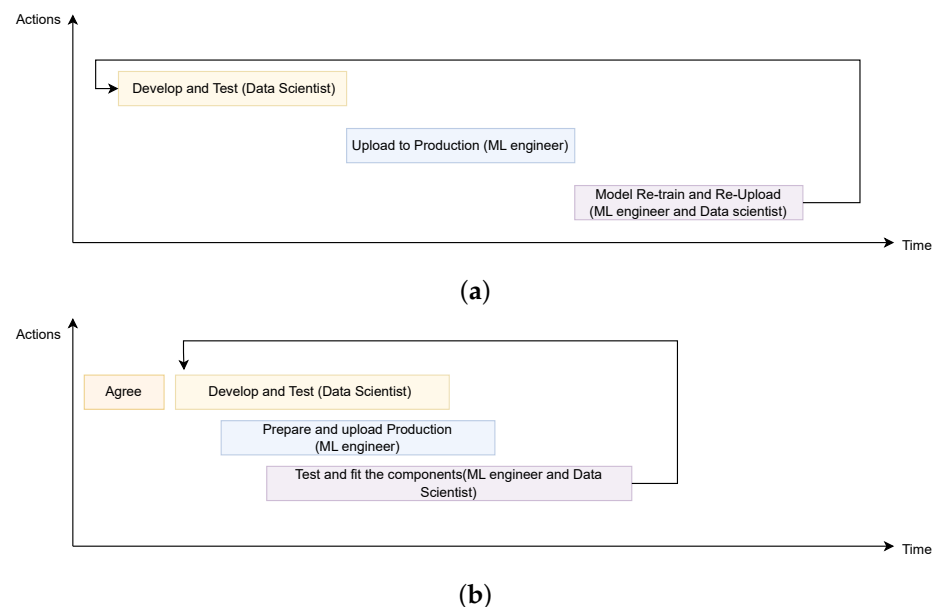 Actions
Develop and Test (Data Scientist)
Upload to Production (ML engineer)
Model Re-train and Re-Upload
(ML engineer and Data scientist)
Time
(a)
Actions
Agree
Develop and Test (Data Scientist)
Prepare and upload Production
(ML engineer)
Test and fit the components(ML engineer and Data
Scientist)
Time
(b)